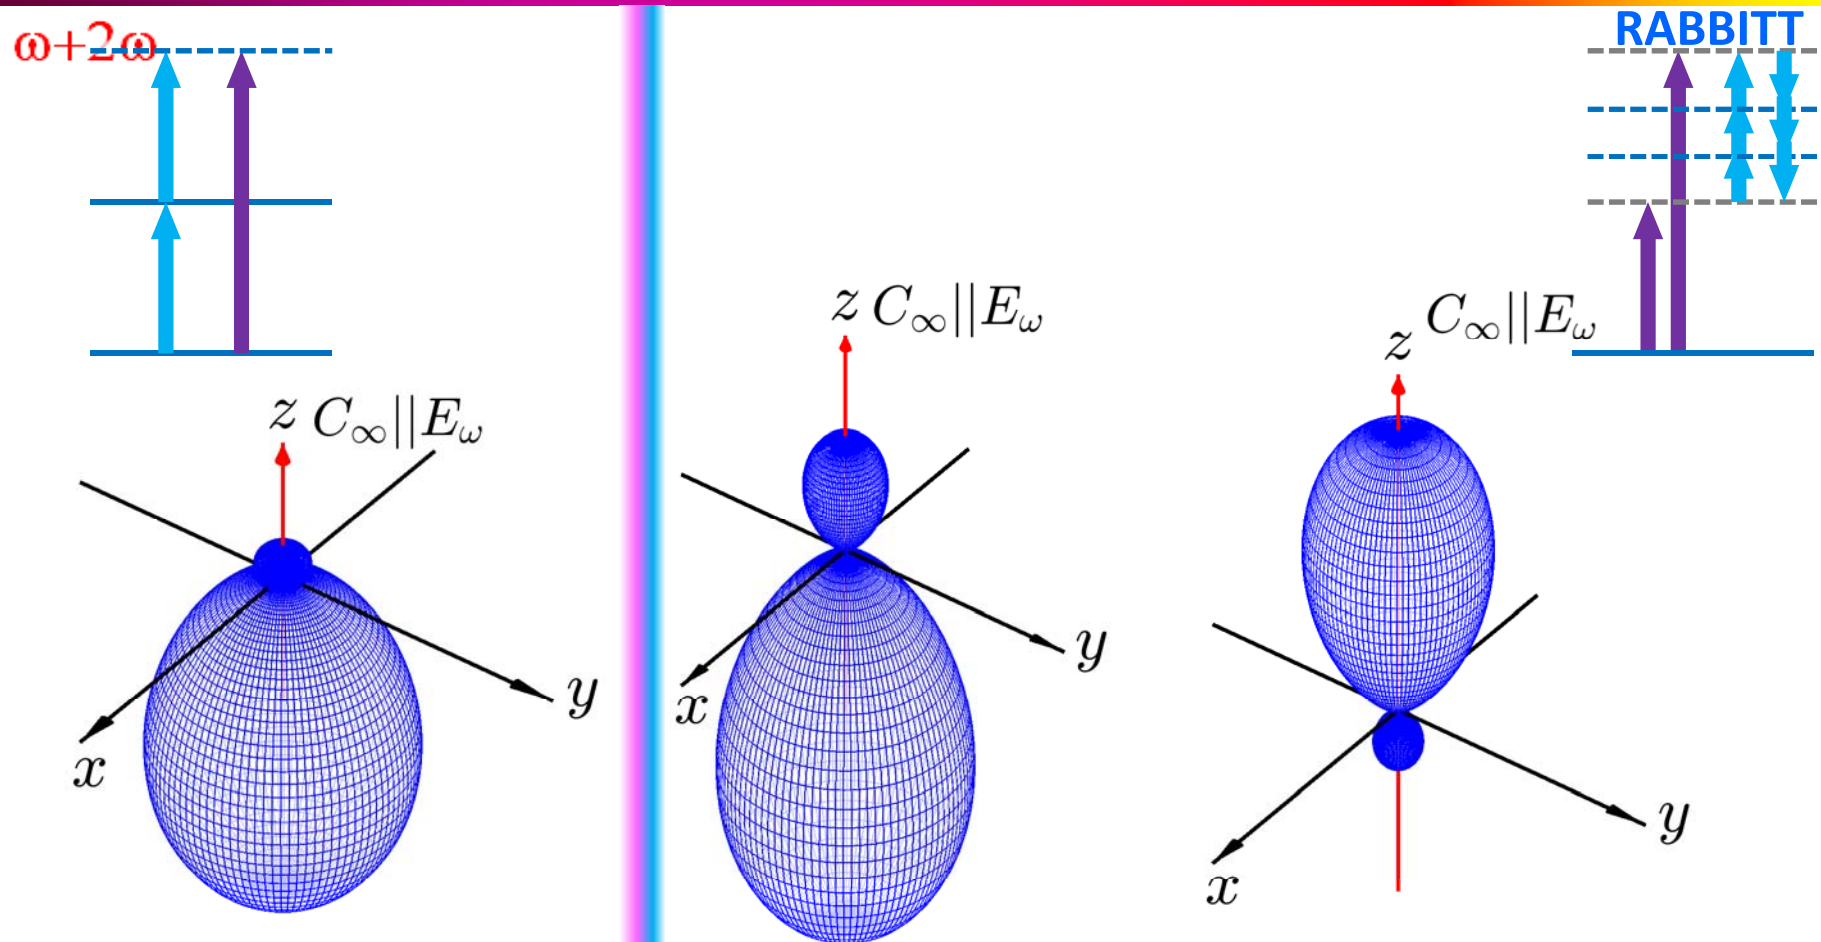 ω+2ω
RABBITT
z C∞||Eω
z C∞||Eω
z C∞||Eω
x
y
x
y
x
y